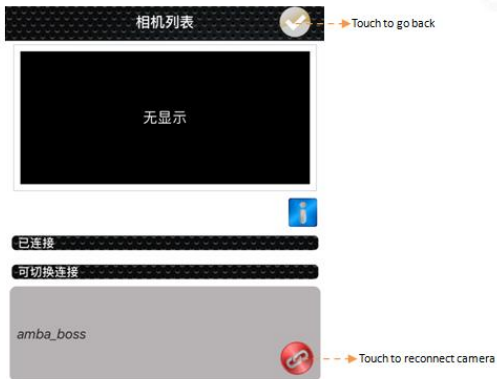 相机列表
Touch to go back
无显示
已连接
可切换连接
amba_boss
Touch to reconnect camera